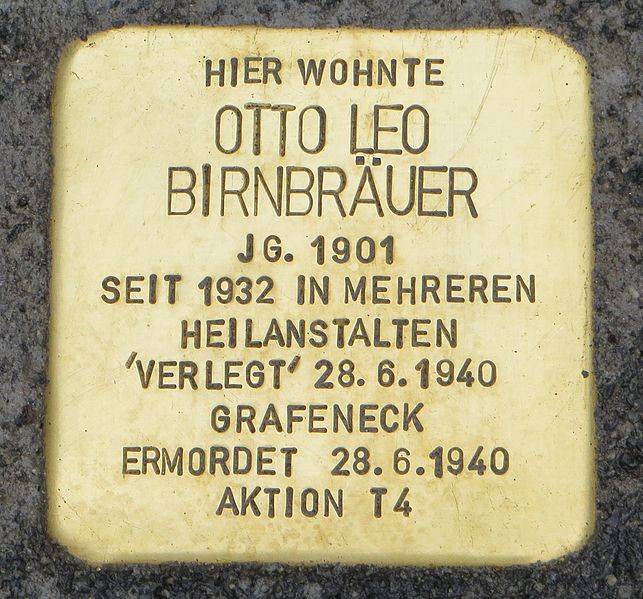 HIER WOHNTE
OTTO LEO
BIRNBRÄUER
JG. 1901
SEIT 1932 IN MEHREREN
HEILANSTALTEN
'VERLEGT' 28.6.1940
GRAFENECK
ERMORDET 28.6.1940
AKTION T4